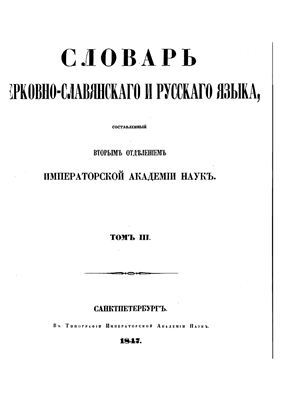 СЛОВАРЬ
ЕРКОВНО-СЛАВЯНСКАГО И РУССКАГО ЯЗЫКА,
СОСТАВЛЕННЫЙ
ВТОРЫМЪ ОТДѢЛЕНІЕМЪ
ИМПЕРАТОРСКОЙ АКАДЕМІИ НАУКЪ.
ТОМЪ III.
САНКТПЕТЕРБУРГЪ.
Въ Типографіи Императорской Академіи Наукъ.
1847.